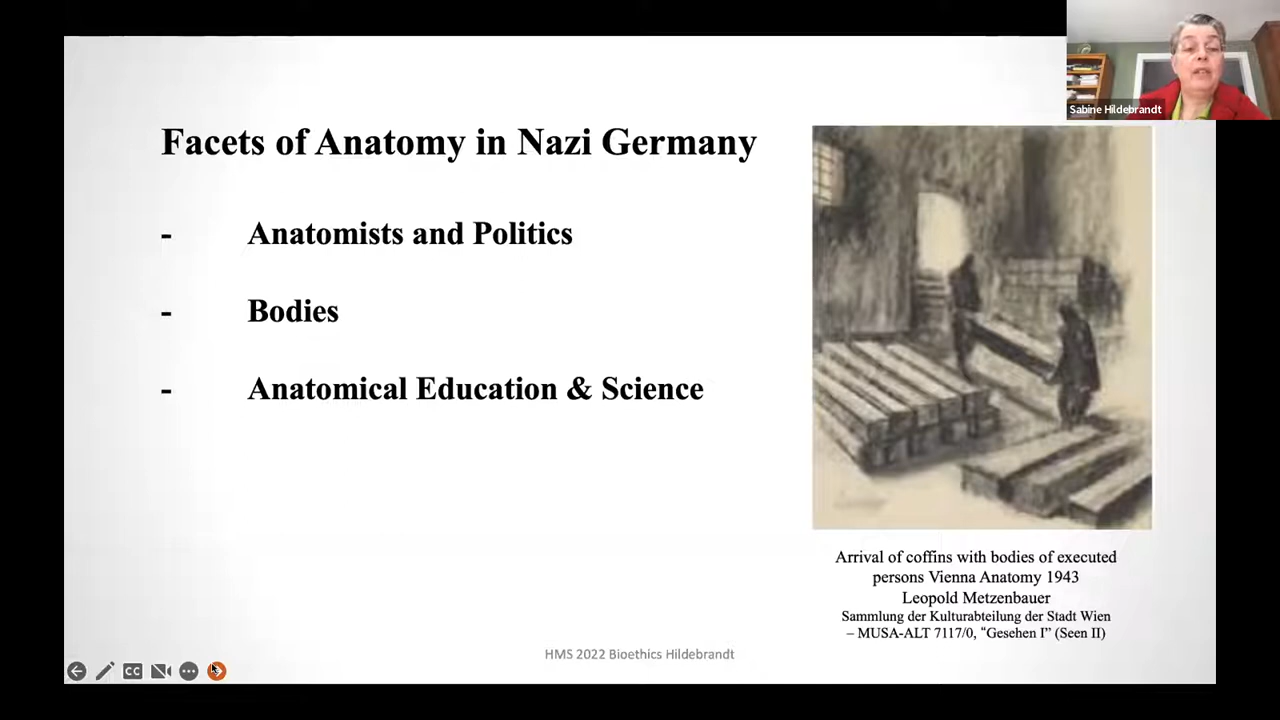 Sabine Hildebrandt
Facets of Anatomy in Nazi Germany
- Anatomists and Politics
- Bodies
- Anatomical Education & Science
Arrival of coffins with bodies of executed
persons Vienna Anatomy 1943
Leopold Metzenbauer
Sammlung der Kulturabteilung der Stadt Wien
– MUSA-ALT 7117/0, “Gesehen I” (Seen II)
HMS 2022 Bioethics Hildebrandt
CC